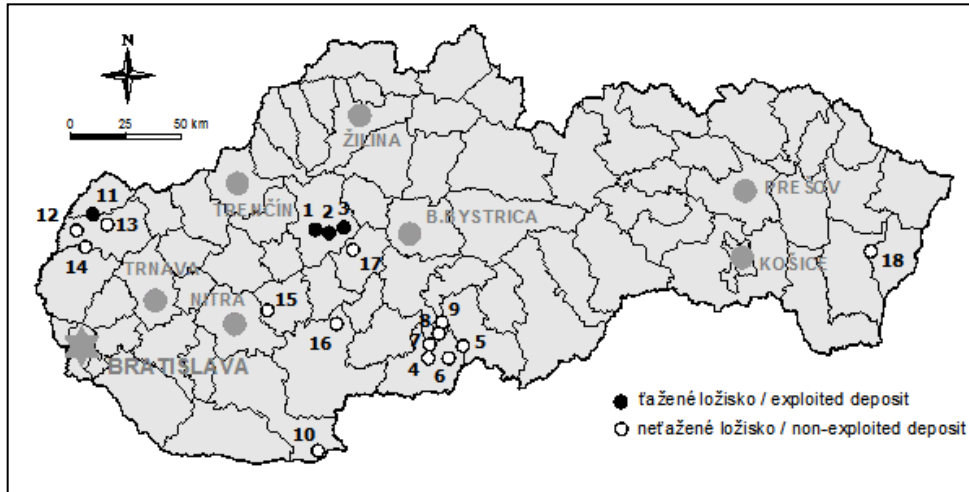 N
0 25 50 km
ŽILINA
PREŠOV
TRENČÍN
B.BYSTRICA
11
1 2 3
12
13
14
17
KOŠICE
18
TRNAVA
NITRA
15
16
9
8
7
5
4
6
BRATISLAVA
10
ťažené ložisko / exploited deposit
neťažené ložisko / non-exploited deposit